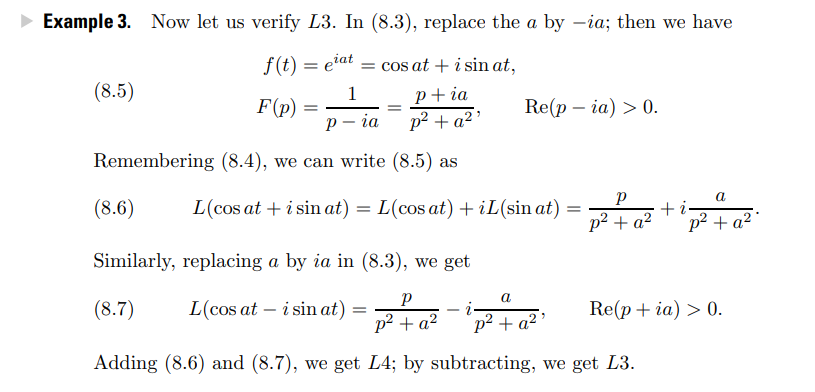 ▶ Example 3. Now let us verify L3. In (8.3), replace the a by −ia; then we have
f(t) = e^{iat} = cos at + i sin at,
(8.5) F(p) = \frac{1}{p − ia} = \frac{p + ia}{p^2 + a^2}, Re(p − ia) > 0.
Remembering (8.4), we can write (8.5) as
(8.6) L(cos at + i sin at) = L(cos at) + iL(sin at) = \frac{p}{p^2 + a^2} + i\frac{a}{p^2 + a^2}.
Similarly, replacing a by ia in (8.3), we get
(8.7) L(cos at − i sin at) = \frac{p}{p^2 + a^2} − i\frac{a}{p^2 + a^2}, Re(p + ia) > 0.
Adding (8.6) and (8.7), we get L4; by subtracting, we get L3.